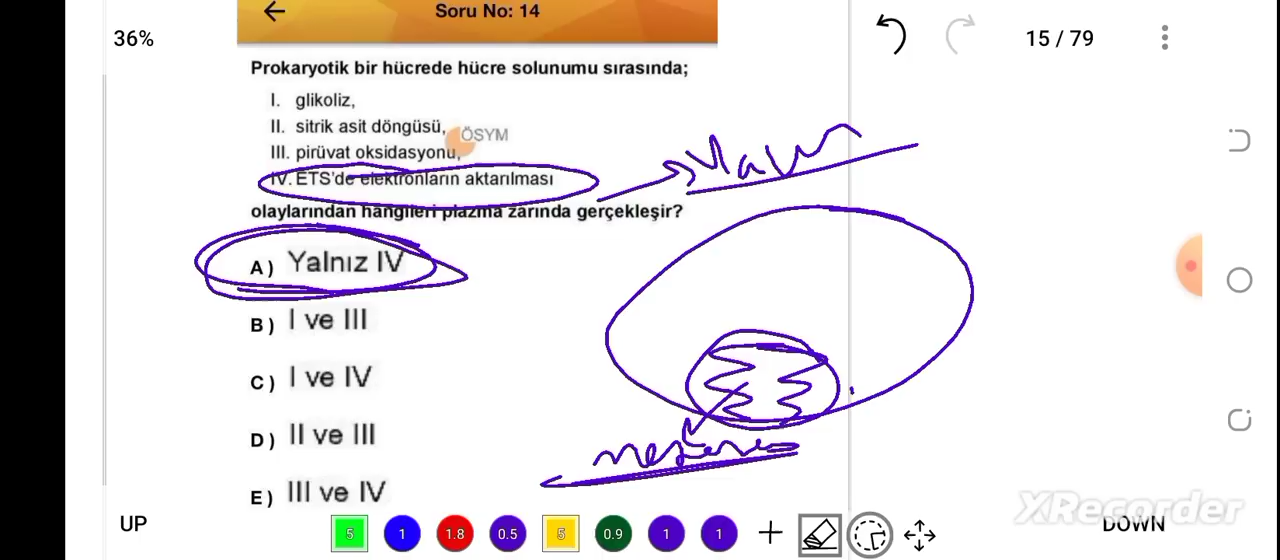 Soru No: 14
36%
15 / 79
Prokaryotik bir hücrede hücre solunumu sırasında;
I. glikoliz,
II. sitrik asit döngüsü,
ÖSYM
III. pirüvat oksidasyonu,
IV. ETS'de elektronların aktarılması
olaylarından hangileri plazma zarında gerçekleşir?
A) Yalnız IV
B) I ve III
C) I ve IV
D) II ve III
E) III ve IV
XRecorder
UP
5
1
1.8
0.5
5
0.9
1
1
DOWN